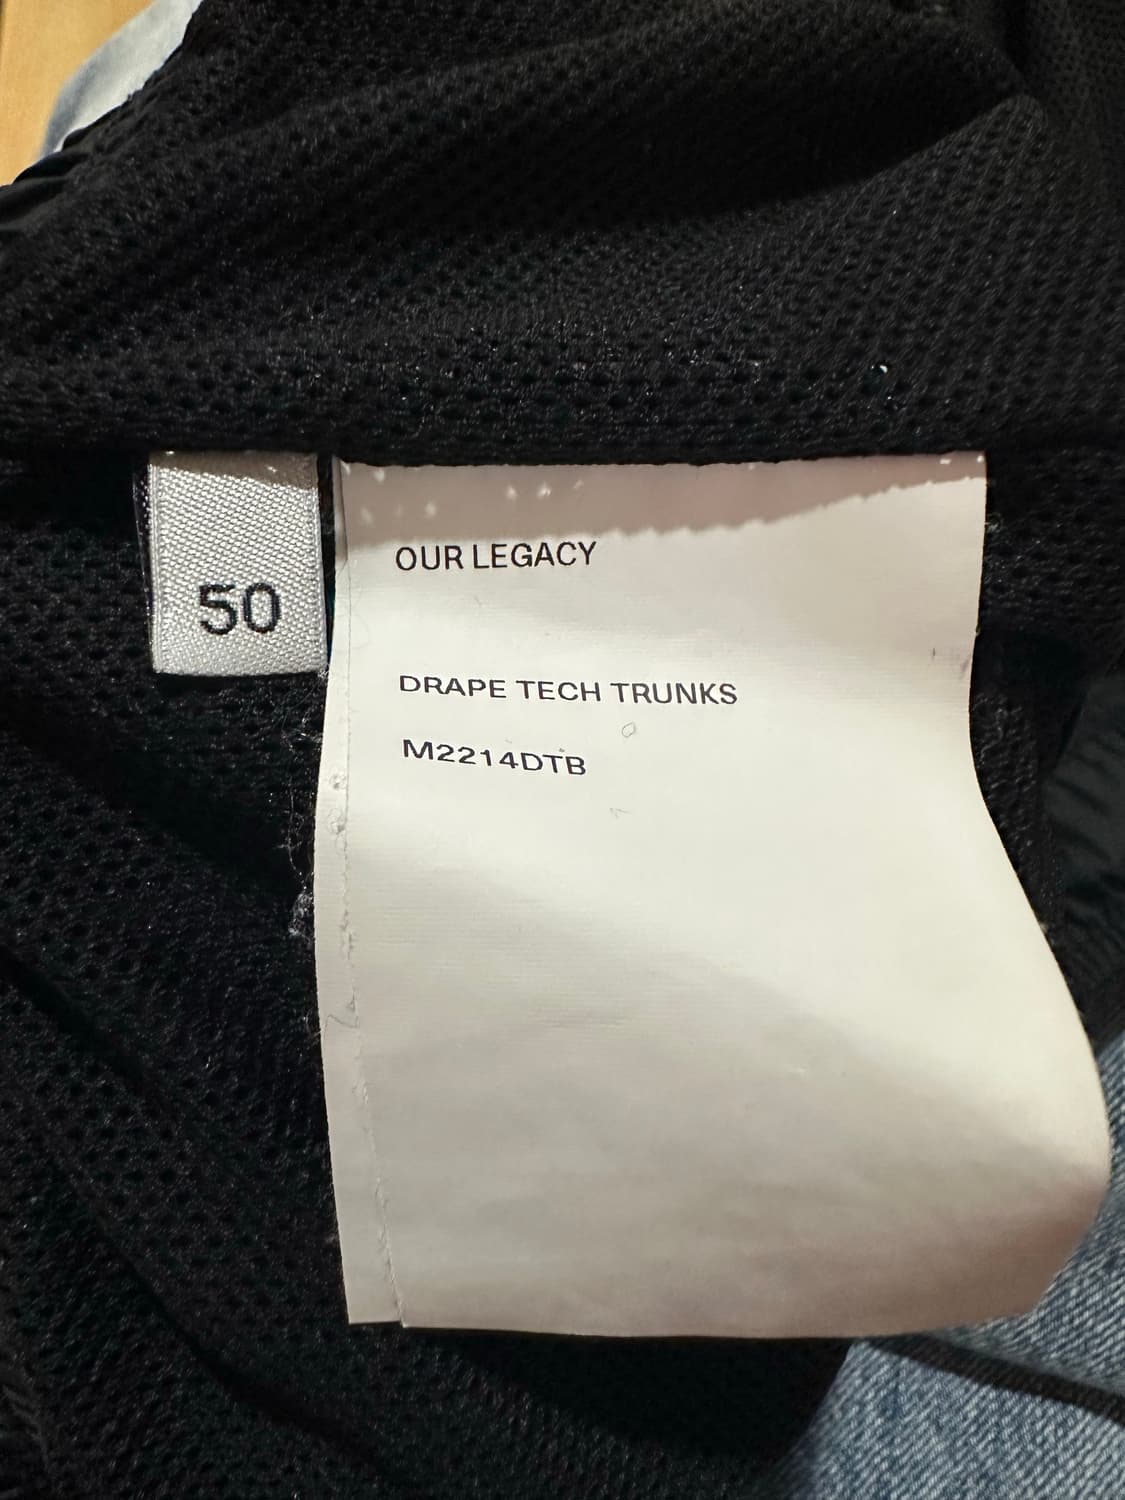 50
OUR LEGACY
DRAPE TECH TRUNKS
M2214DTB